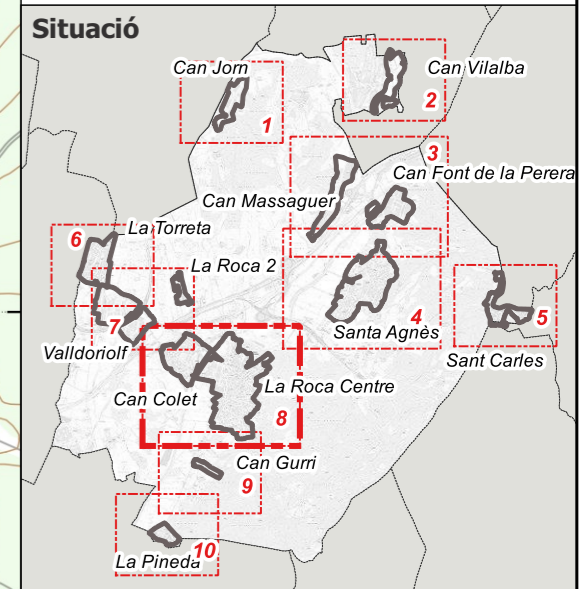 Situació
Can Jorn
1
Can Vilalba
2
3
Can Font de la Perera
Can Massaguer
La Torreta
6
La Roca 2
7
Valldoriolf
4
Santa Agnès
5
Sant Carles
La Roca Centre
Can Colet
8
Can Gurri
9
10
La Pineda